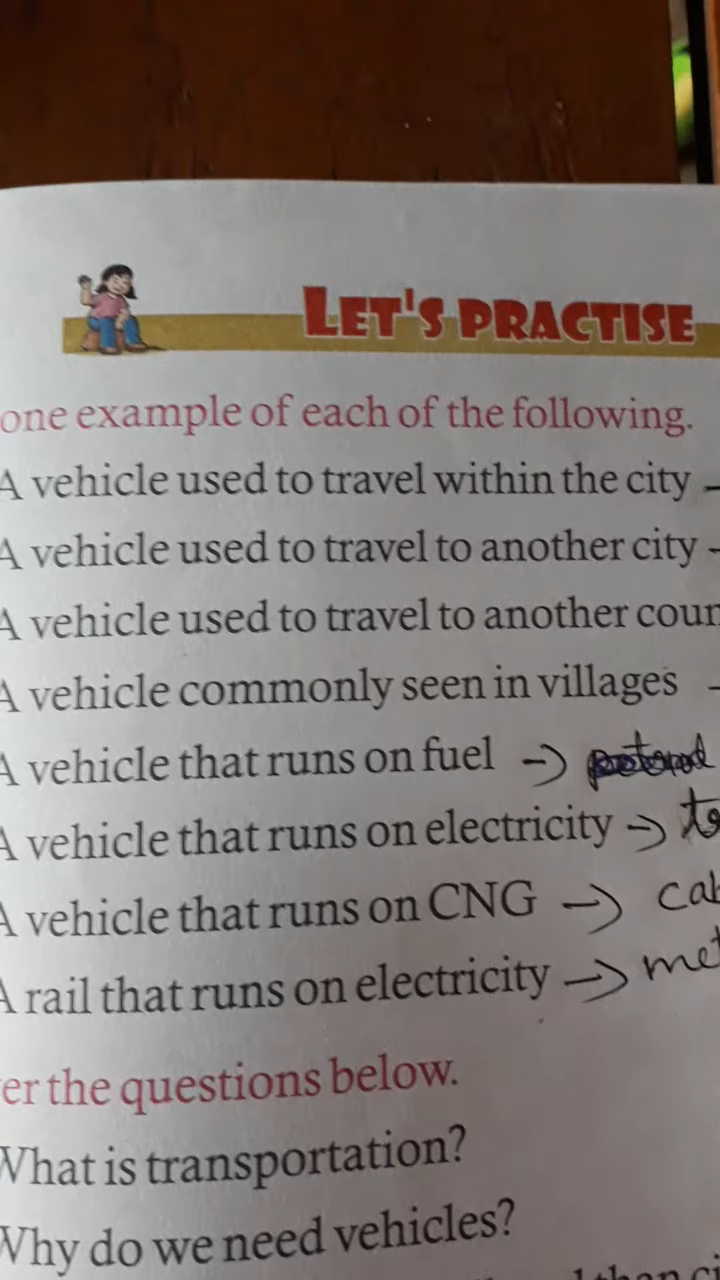 LET'S PRACTISE
one example of each of the following.
A vehicle used to travel within the city –
A vehicle used to travel to another city -
A vehicle used to travel to another coun
A vehicle commonly seen in villages –
A vehicle that runs on fuel →
A vehicle that runs on electricity →
A vehicle that runs on CNG → cab
A rail that runs on electricity → met
er the questions below.
What is transportation?
Why do we need vehicles?